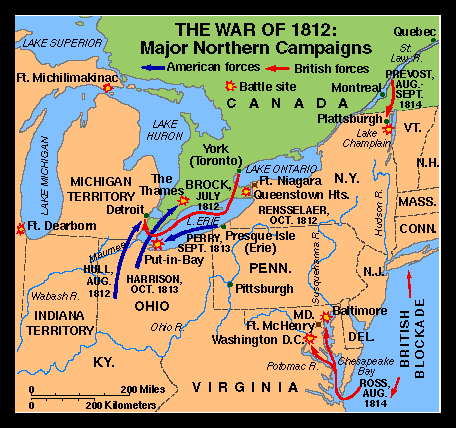 THE WAR OF 1812:
Major Northern Campaigns
American forces
British forces
Battle site
Quebec
LAKE SUPERIOR
St.
Law R.
Ft. Michilimakinac
CANADA
Montreal
PREVOST,
AUG.-
SEPT.
1814
Plattsburgh
LAKE
HURON
Lake
Champlain
VT.
LAKE MICHIGAN
York
(Toronto)
LAKE ONTARIO
N.H.
MICHIGAN
TERRITORY
The
Thames
BROCK,
JULY
1812
Ft. Niagara
Queenstown Hts.
N.Y.
RENSSELAER,
OCT. 1812
Hudson R.
MASS.
CONN.
Detroit
Ft. Dearborn
L. ERIE
PERRY,
SEPT. 1813
Presque-Isle
(Erie)
Maumee
Put-in-Bay
HULL,
AUG.
1812
HARRISON,
OCT. 1813
Susquehanna R.
N.J.
PENN.
Pittsburgh
Wabash R.
OHIO
INDIANA
TERRITORY
Ohio R.
MD.
Baltimore
Ft. McHenry
Washington D.C.
DEL.
BRITISH
BLOCKADE
KY.
Potomac R.
Chesapeake
Bay
ROSS,
AUG.
1814
VIRGINIA
0 200 Miles
0 200 Kilometers